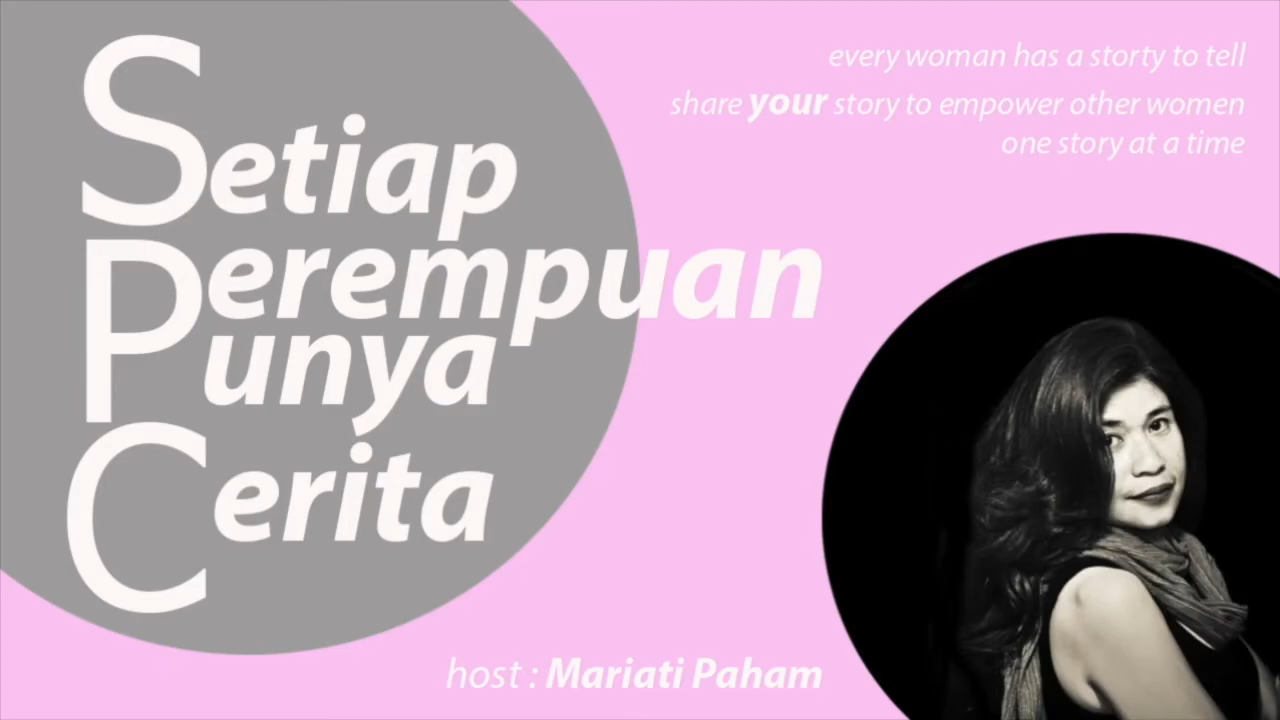 Setiap
Perempuan
Punya
Cerita
every woman has a storty to tell
share your story to empower other women
one story at a time
host : Mariati Paham